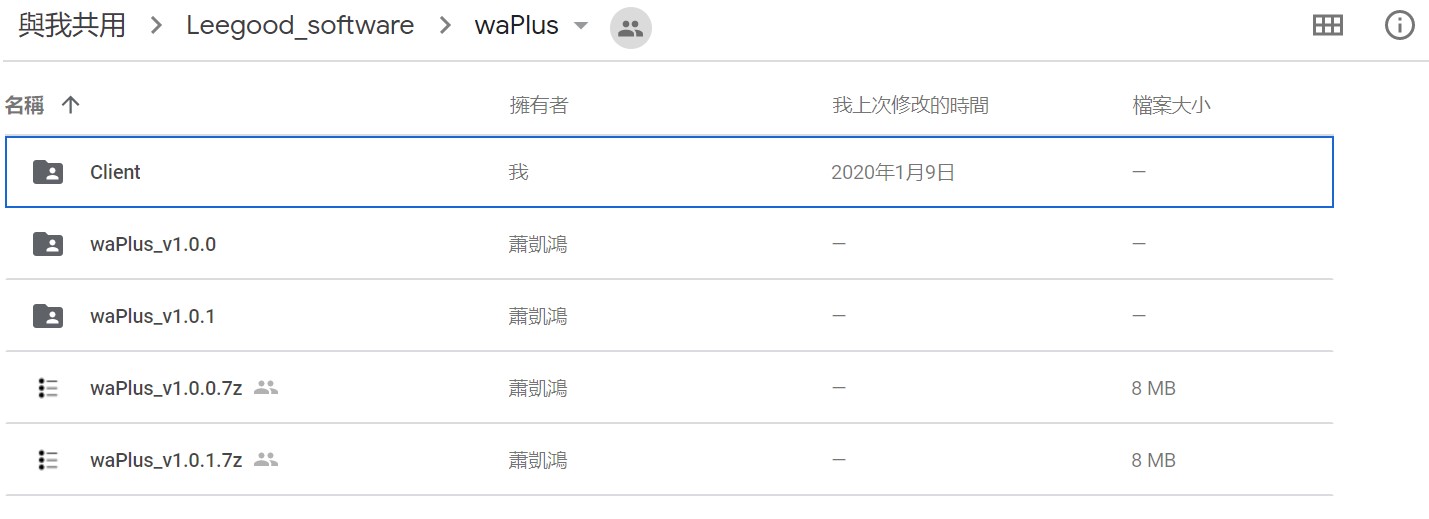 與我共用 > Leegood_software > waPlus
名稱 ↑ 擁有者 我上次修改的時間 檔案大小
Client 我 2020年1月9日 —
waPlus_v1.0.0 蕭凱鴻 — —
waPlus_v1.0.1 蕭凱鴻 — —
waPlus_v1.0.0.7z 蕭凱鴻 — 8 MB
waPlus_v1.0.1.7z 蕭凱鴻 — 8 MB